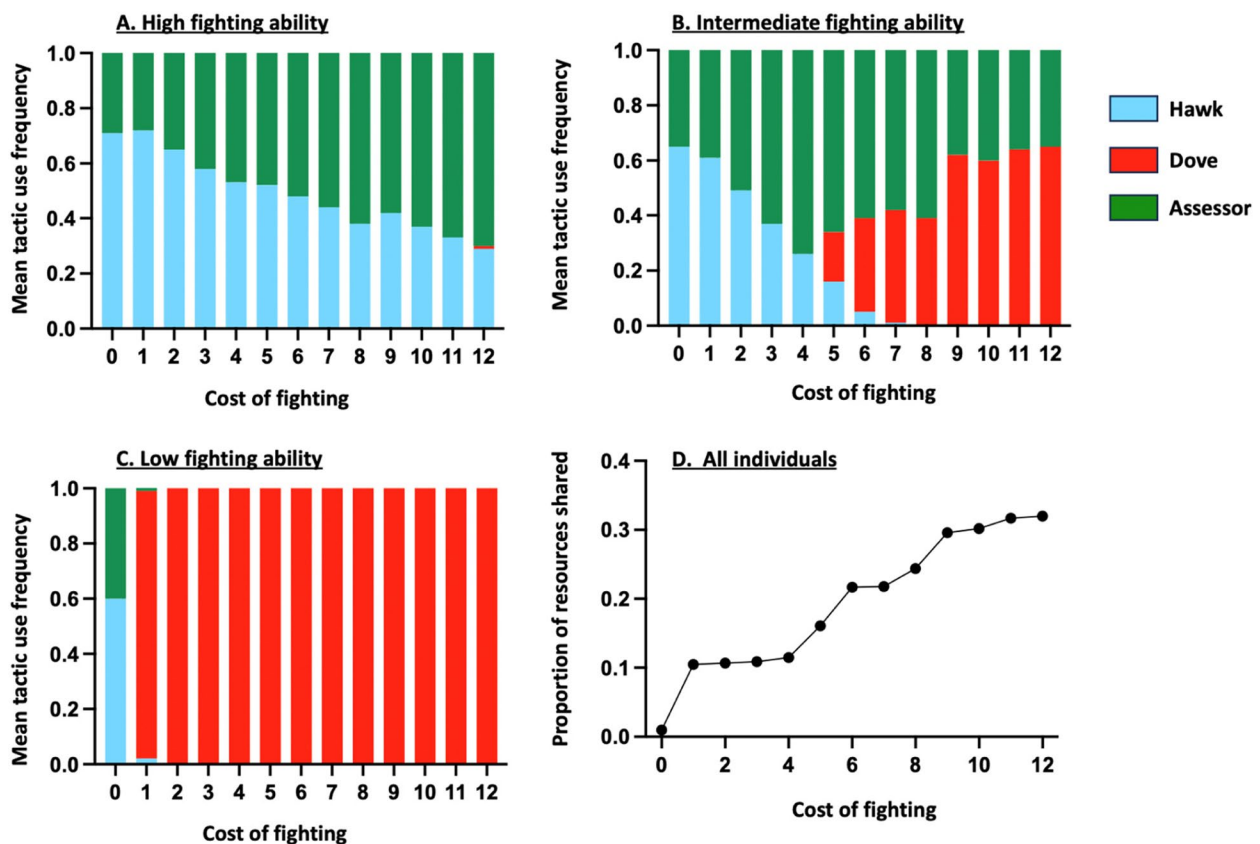 A. High fighting ability
1.0
0.8
0.6
0.4
0.2
0.0
Mean tactic use frequency
0 1 2 3 4 5 6 7 8 9 10 11 12
Cost of fighting
B. Intermediate fighting ability
1.0
0.8
0.6
0.4
0.2
0.0
Mean tactic use frequency
0 1 2 3 4 5 6 7 8 9 10 11 12
Cost of fighting
Hawk
Dove
Assessor
C. Low fighting ability
1.0
0.8
0.6
0.4
0.2
0.0
Mean tactic use frequency
0 1 2 3 4 5 6 7 8 9 10 11 12
Cost of fighting
D. All individuals
0.4
0.3
0.2
0.1
0.0
Proportion of resources shared
0 2 4 6 8 10 12
Cost of fighting